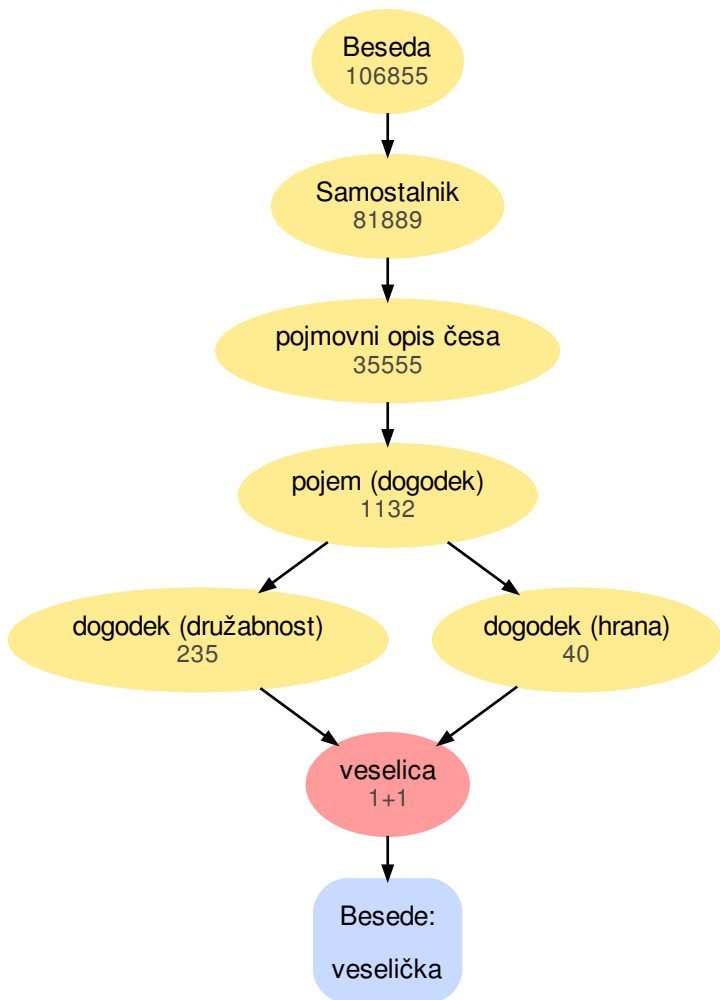 Beseda
106855
Samostalnik
81889
pojmovni opis česa
35555
pojem (dogodek)
1132
dogodek (družabnost)
235
dogodek (hrana)
40
veselica
1+1
Besede:
veselička